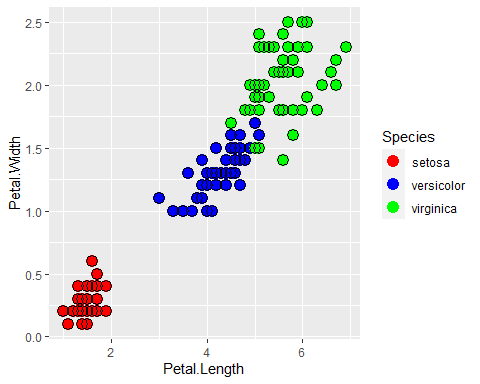 2.5
2.0
1.5
1.0
0.5
0.0
Petal.Width
2 4 6
Petal.Length
Species
setosa
versicolor
virginica